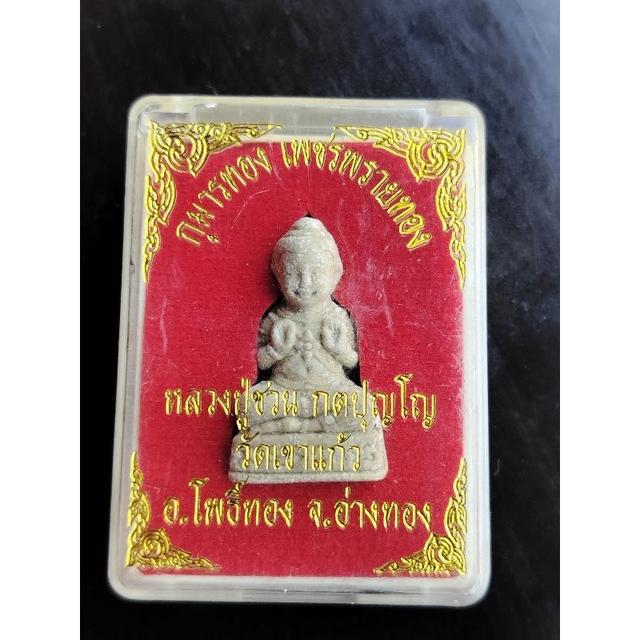 กุมารทอง เพชรพรายทอง
หลวงปู่ชวน กตปุญโญ
วัดเขาแก้ว
อ.โพธิ์ทอง จ.อ่างทอง